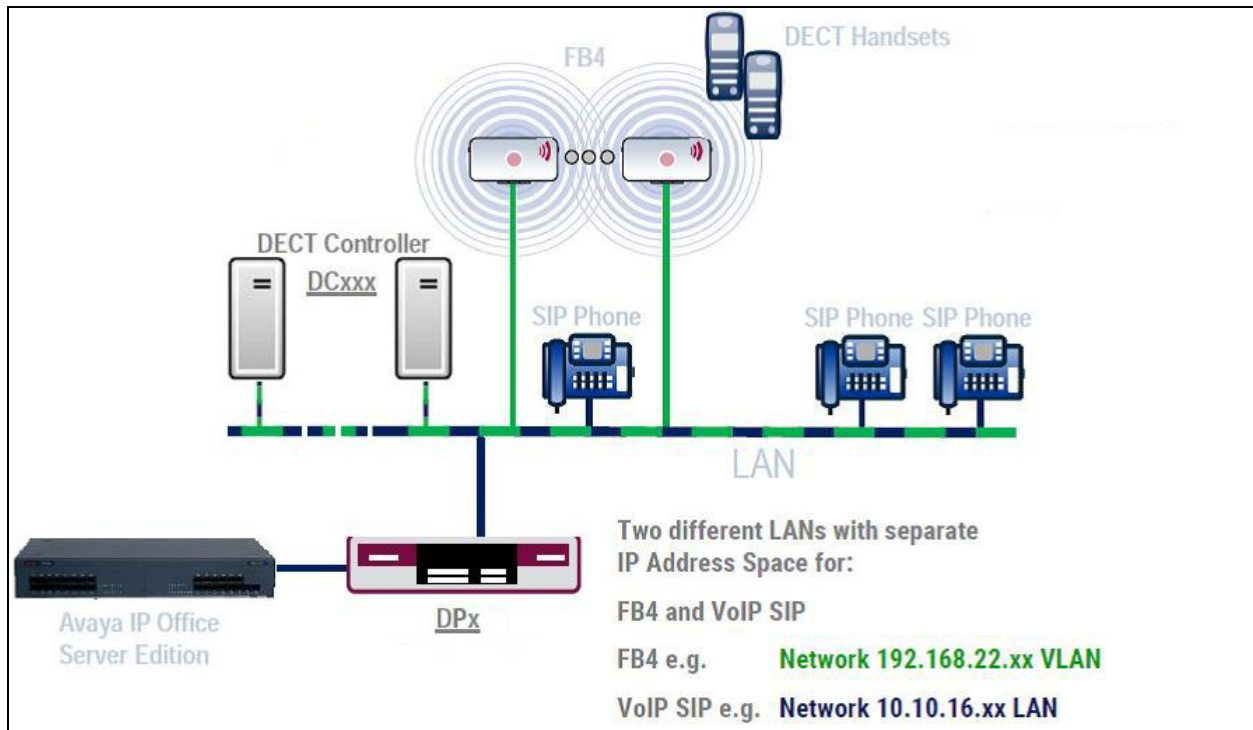 DECT Handsets
FB4
DECT Controller
DCxxx
SIP Phone
SIP Phone
SIP Phone
LAN
Avaya IP Office
Server Edition
DPx
Two different LANs with separate
IP Address Space for:
FB4 and VoIP SIP
FB4 e.g. Network 192.168.22.xx VLAN
VoIP SIP e.g. Network 10.10.16.xx LAN